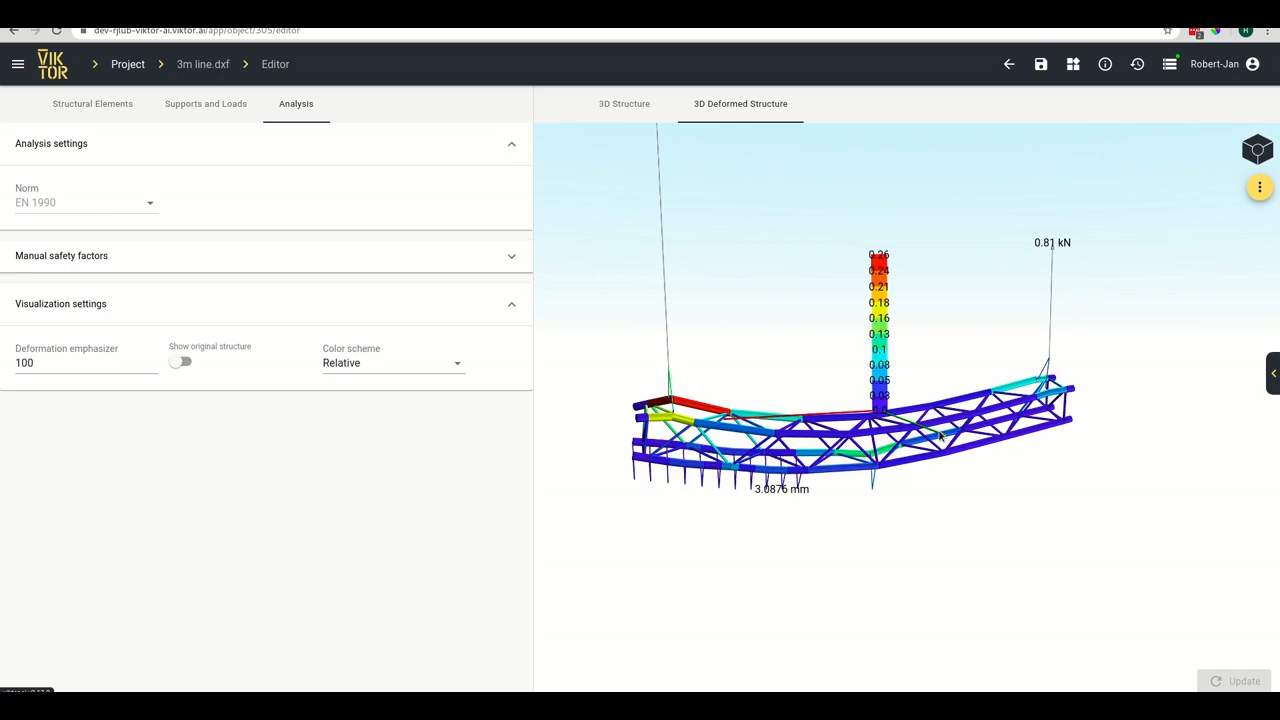 dev-rjlub-viktor-ai.viktor.ai/app/object/305/editor
VIKTOR
Project
3m line.dxf
Editor
Robert-Jan
Structural Elements
Supports and Loads
Analysis
3D Structure
3D Deformed Structure
Analysis settings
Norm
EN 1990
Manual safety factors
Visualization settings
Deformation emphasizer
100
Show original structure
Color scheme
Relative
0.81 kN
0.26
0.24
0.21
0.18
0.16
0.13
0.1
0.08
0.05
0.03
3.0876 mm
Update